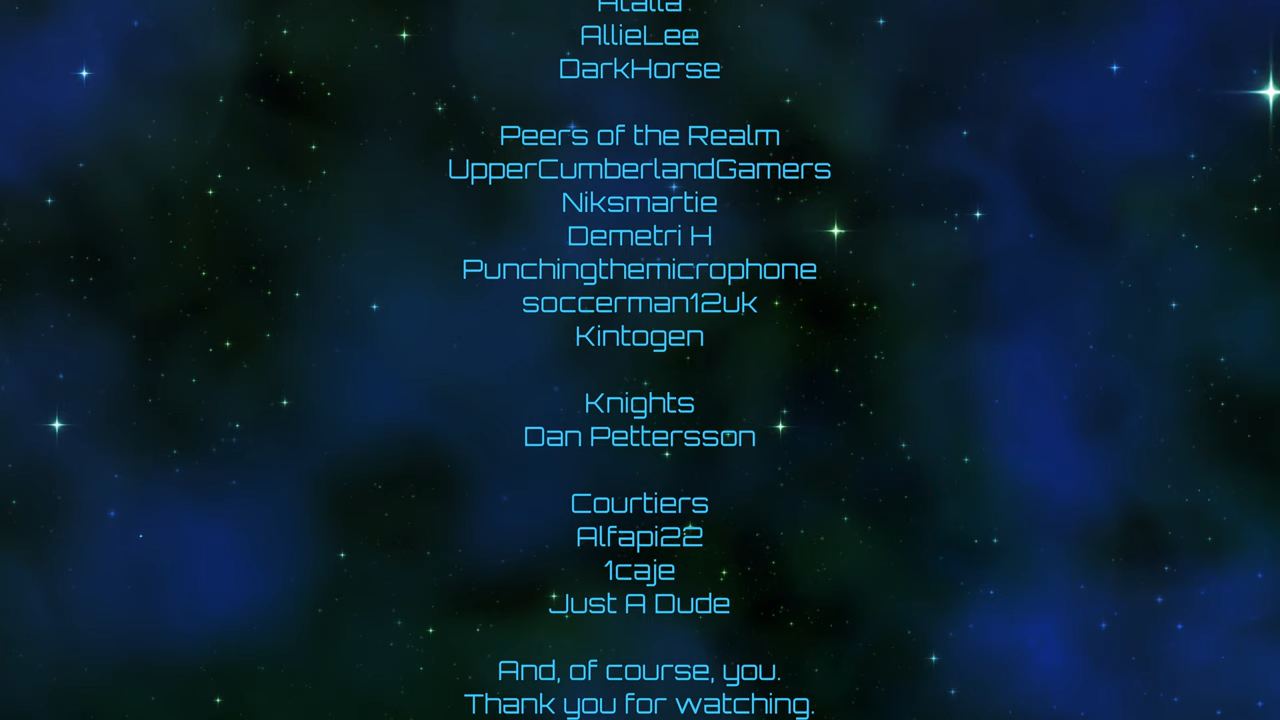 AllieLee
DarkHorse
Peers of the Realm
UpperCumberlandGamers
Niksmartie
Demetri H
Punchingthemicrophone
soccerman12uk
Kintogen
Knights
Dan Pettersson
Courtiers
Alfapi22
1caje
Just A Dude
And, of course, you.
Thank you for watching.